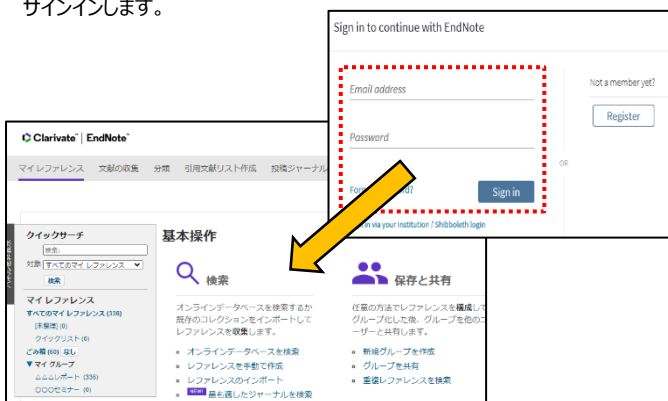 サインインします。
Sign in to continue with EndNote
Email address
Not a member yet?
Register
Password
OR
Sign in
in via your Institution / Shibboleth login
Clarivate™ | EndNote™
マイ レファレンス 文献の収集 分類 引用文献リスト作成 投稿ジャーナル
クイックサーチ
検索:
対象 すべてのマイ レファレンス
検索
マイ レファレンス
すべてのマイ レファレンス (336)
[未整理] (0)
クイックリスト (0)
ごみ箱 (60) なし
▼マイ グループ
△△△レポート (336)
〇〇〇セミナー (0)
基本操作
検索
オンラインデータベースを検索するか
既存のコレクションをインポートして
レファレンスを収集します。
オンラインデータベースを検索
レファレンスを手動で作成
レファレンスのインポート
NEW! 最も適したジャーナルを検索
保存と共有
任意の方法でレファレンスを構成して
グループ化した後、グループを他のユ
ーザーと共有します。
新規グループを作成
グループを共有
重複レファレンスを検索